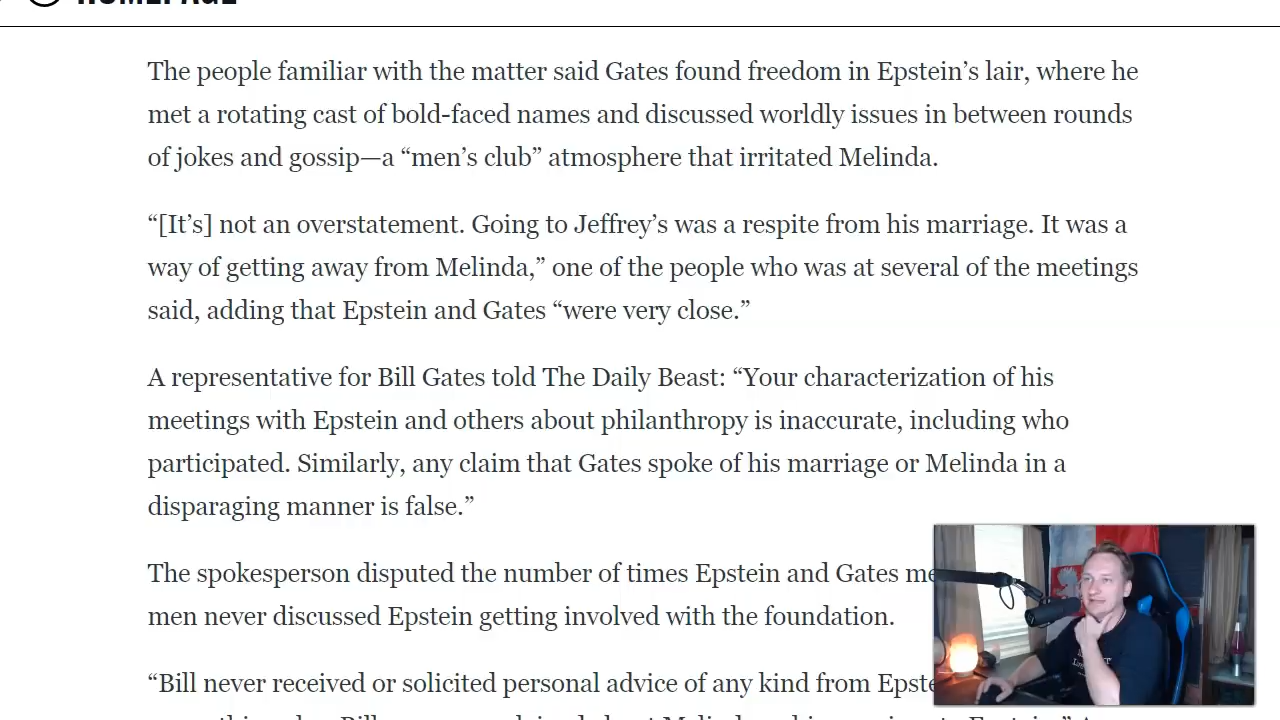 HOMEPAGE
The people familiar with the matter said Gates found freedom in Epstein’s lair, where he
met a rotating cast of bold-faced names and discussed worldly issues in between rounds
of jokes and gossip—a “men’s club” atmosphere that irritated Melinda.
“[It’s] not an overstatement. Going to Jeffrey’s was a respite from his marriage. It was a
way of getting away from Melinda,” one of the people who was at several of the meetings
said, adding that Epstein and Gates “were very close.”
A representative for Bill Gates told The Daily Beast: “Your characterization of his
meetings with Epstein and others about philanthropy is inaccurate, including who
participated. Similarly, any claim that Gates spoke of his marriage or Melinda in a
disparaging manner is false.”
The spokesperson disputed the number of times Epstein and Gates
men never discussed Epstein getting involved with the foundation.
“Bill never received or solicited personal advice of any kind from